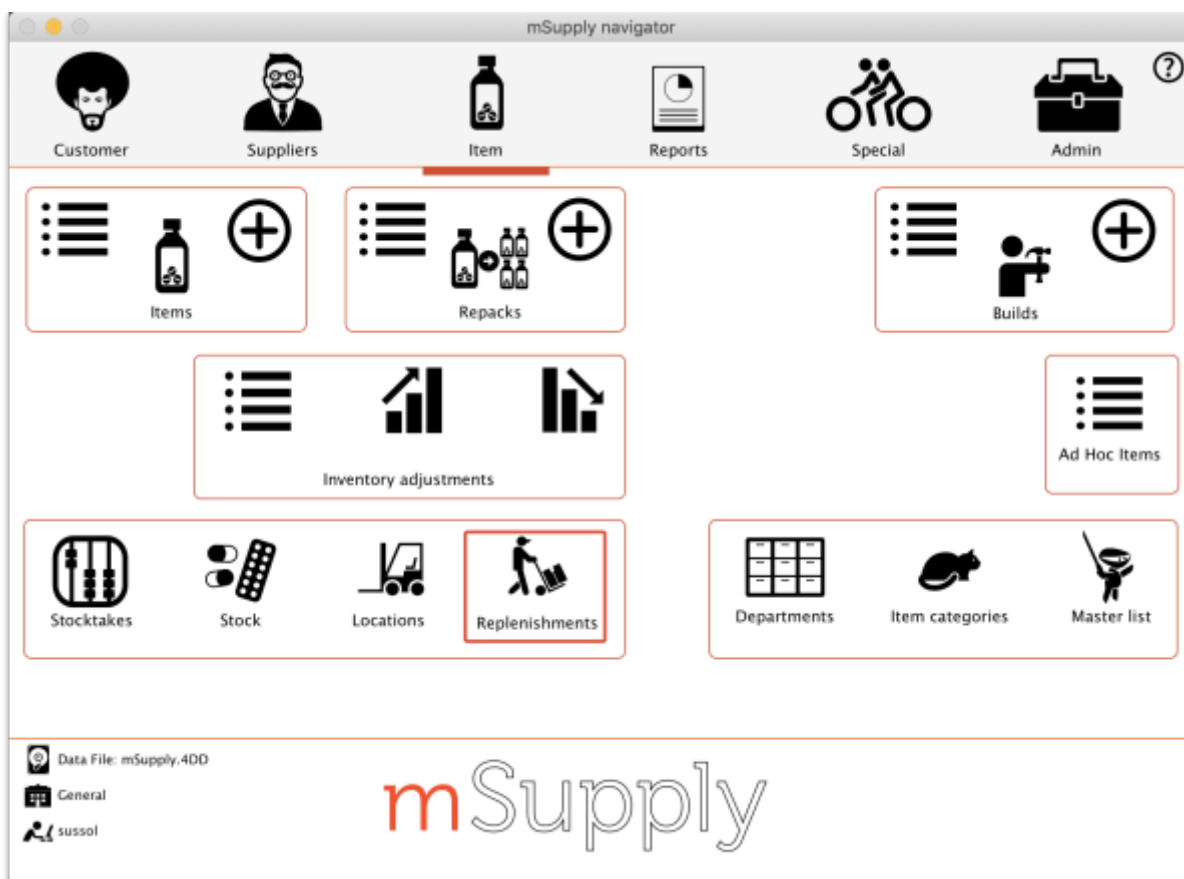 mSupply navigator
?
Customer
Suppliers
Item
Reports
Special
Admin
Items
Repacks
Builds
Inventory adjustments
Ad Hoc Items
Stocktakes
Stock
Locations
Replenishments
Departments
Item categories
Master list
Data File: mSupply.4DD
General
sussol
mSupply